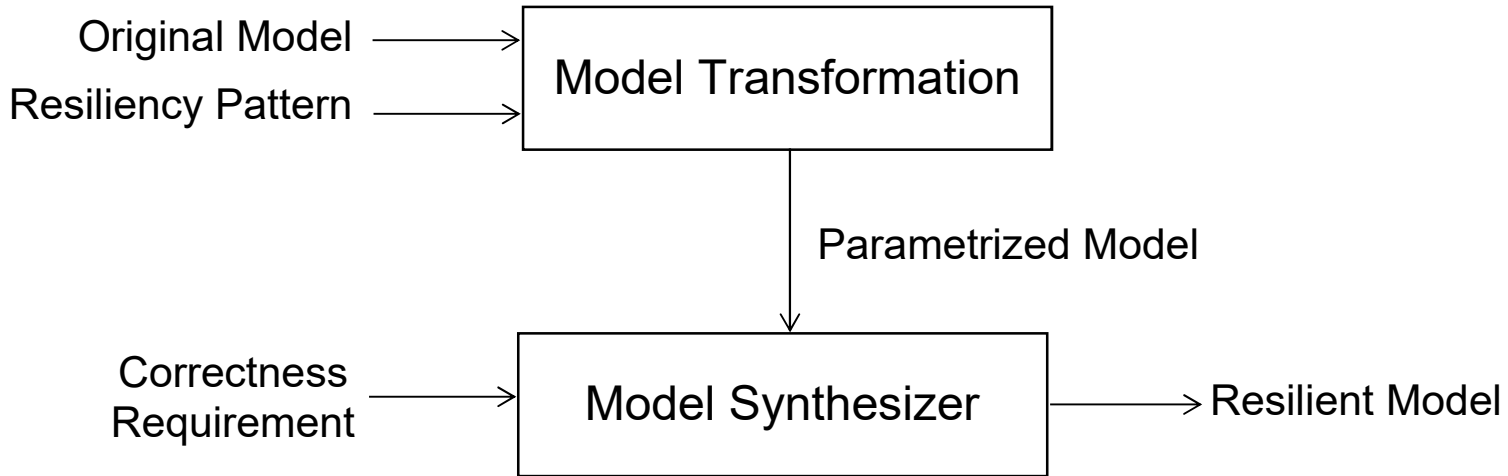 Original Model
Model Transformation
Resiliency Pattern
Parametrized Model
Correctness
Requirement
Model Synthesizer
Resilient Model